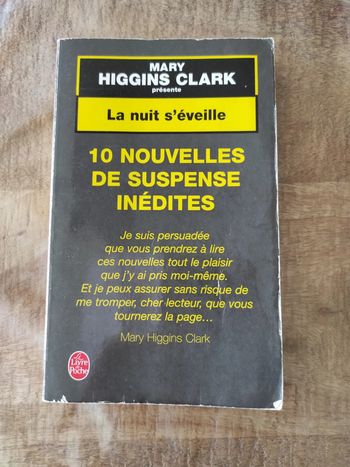 MARY
HIGGINS CLARK
présente
La nuit s'éveille
10 NOUVELLES
DE SUSPENSE
INÉDITES
Je suis persuadée
que vous prendrez à lire
ces nouvelles tout le plaisir
que j'y ai pris moi-même.
Et je peux assurer sans risque de
me tromper, cher lecteur, que vous
tournerez la page...
Mary Higgins Clark
Le
Livre
de
Poche